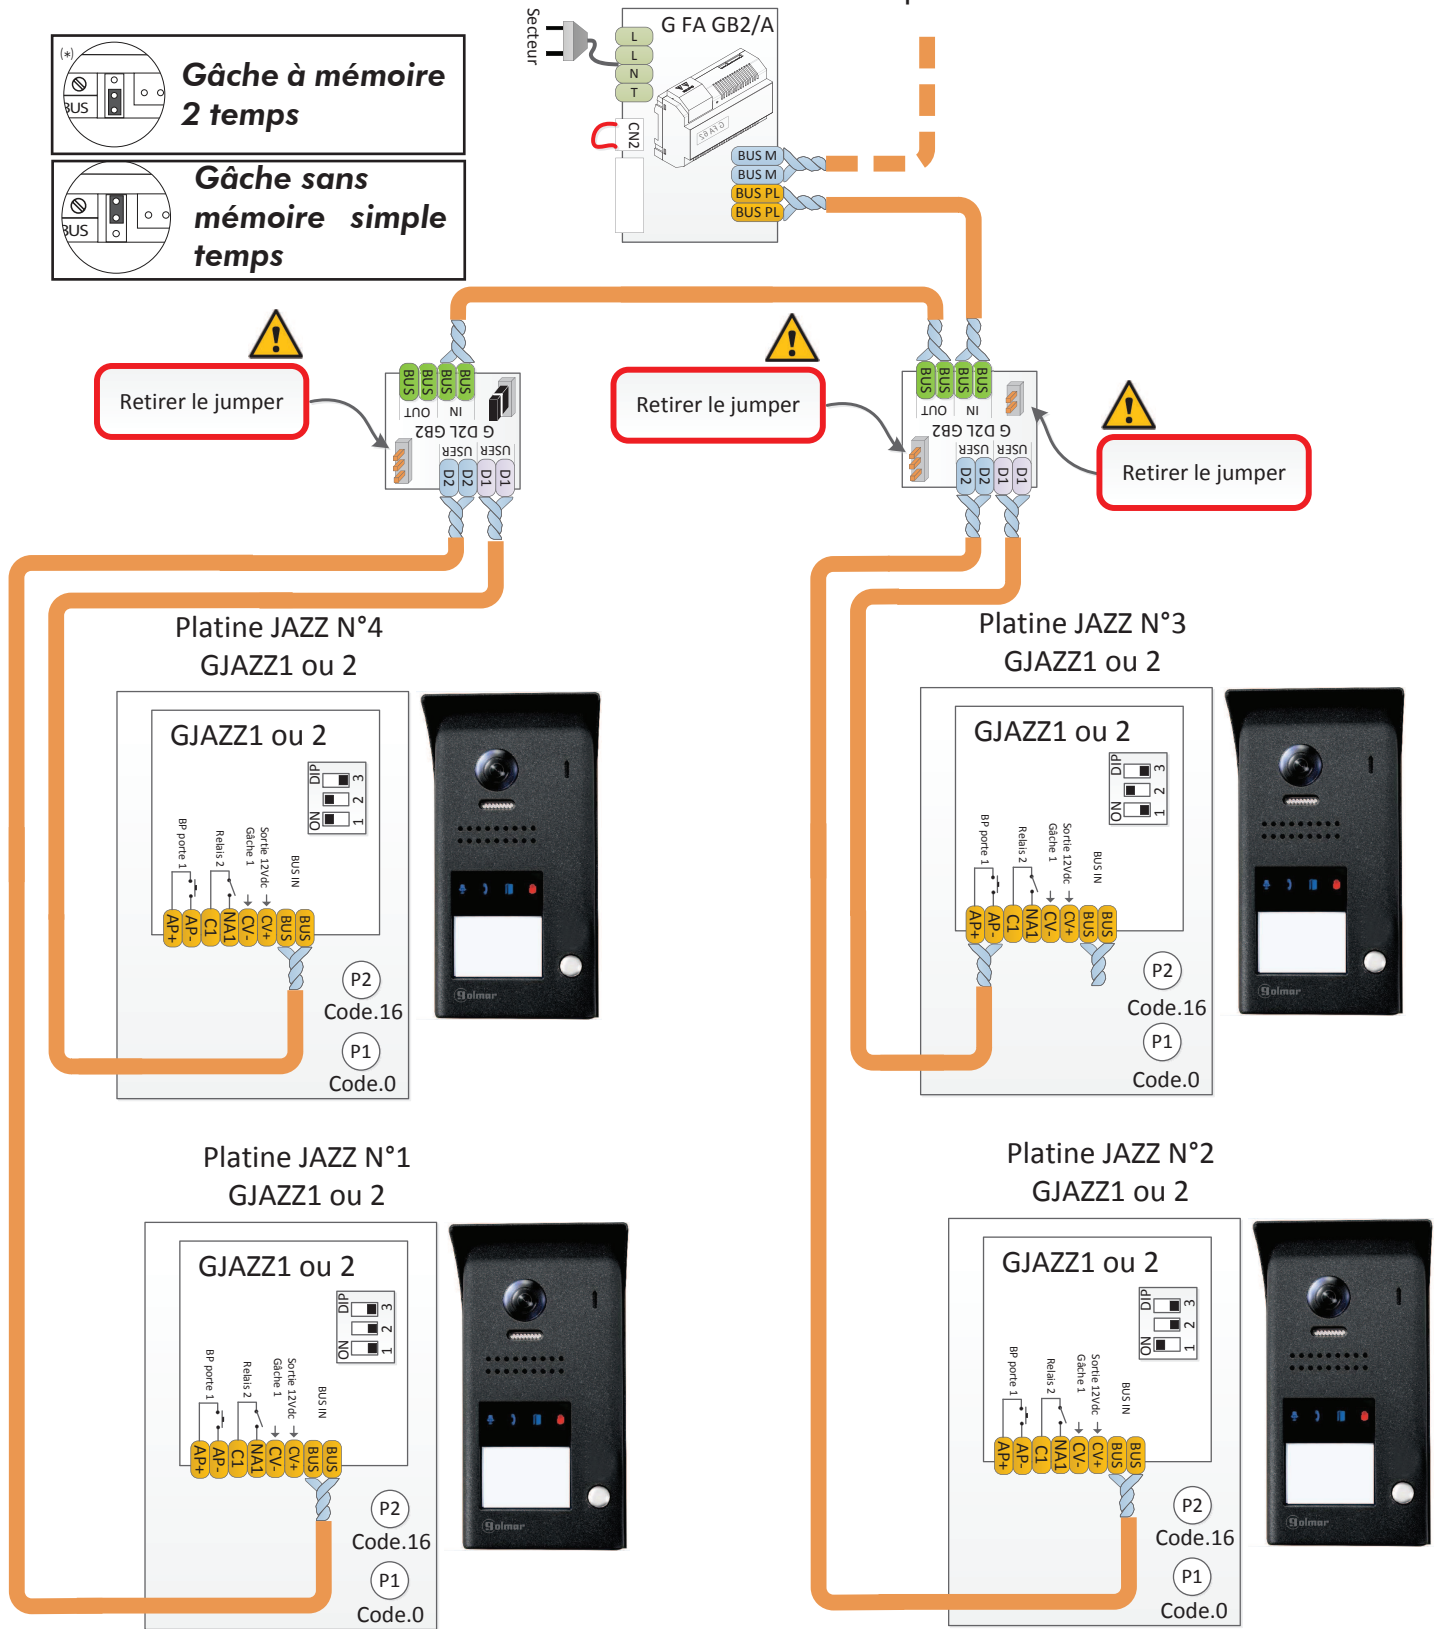 Secteur
G FA GB2/A
L
L
N
T
CN2
BUS M
BUS M
BUS PL
BUS PL
(*)
BUS
Gâche à mémoire
2 temps
BUS
Gâche sans
mémoire simple
temps
Retirer le jumper
BUS
BUS
BUS
BUS
OUT
IN
G D2L GB2
USER
USER
D2
D2
D1
D1
Retirer le jumper
BUS
BUS
BUS
BUS
OUT
IN
G D2L GB2
USER
USER
D2
D2
D1
D1
Retirer le jumper
Platine JAZZ N°4
GJAZZ1 ou 2
GJAZZ1 ou 2
DIP
ON
3
2
1
BP porte 1
Relais 2
Gâche 1
Sortie 12Vdc
BUS IN
AP+
AP-
C1
NA1
CV-
CV+
BUS
BUS
P2
Code.16
P1
Code.0
golmar
Platine JAZZ N°3
GJAZZ1 ou 2
GJAZZ1 ou 2
DIP
ON
3
2
1
BP porte 1
Relais 2
Gâche 1
Sortie 12Vdc
BUS IN
AP+
AP-
C1
NA1
CV-
CV+
BUS
BUS
P2
Code.16
P1
Code.0
golmar
Platine JAZZ N°1
GJAZZ1 ou 2
GJAZZ1 ou 2
DIP
ON
3
2
1
BP porte 1
Relais 2
Gâche 1
Sortie 12Vdc
BUS IN
AP+
AP-
C1
NA1
CV-
CV+
BUS
BUS
P2
Code.16
P1
Code.0
golmar
Platine JAZZ N°2
GJAZZ1 ou 2
GJAZZ1 ou 2
DIP
ON
3
2
1
BP porte 1
Relais 2
Gâche 1
Sortie 12Vdc
BUS IN
AP+
AP-
C1
NA1
CV-
CV+
BUS
BUS
P2
Code.16
P1
Code.0
golmar